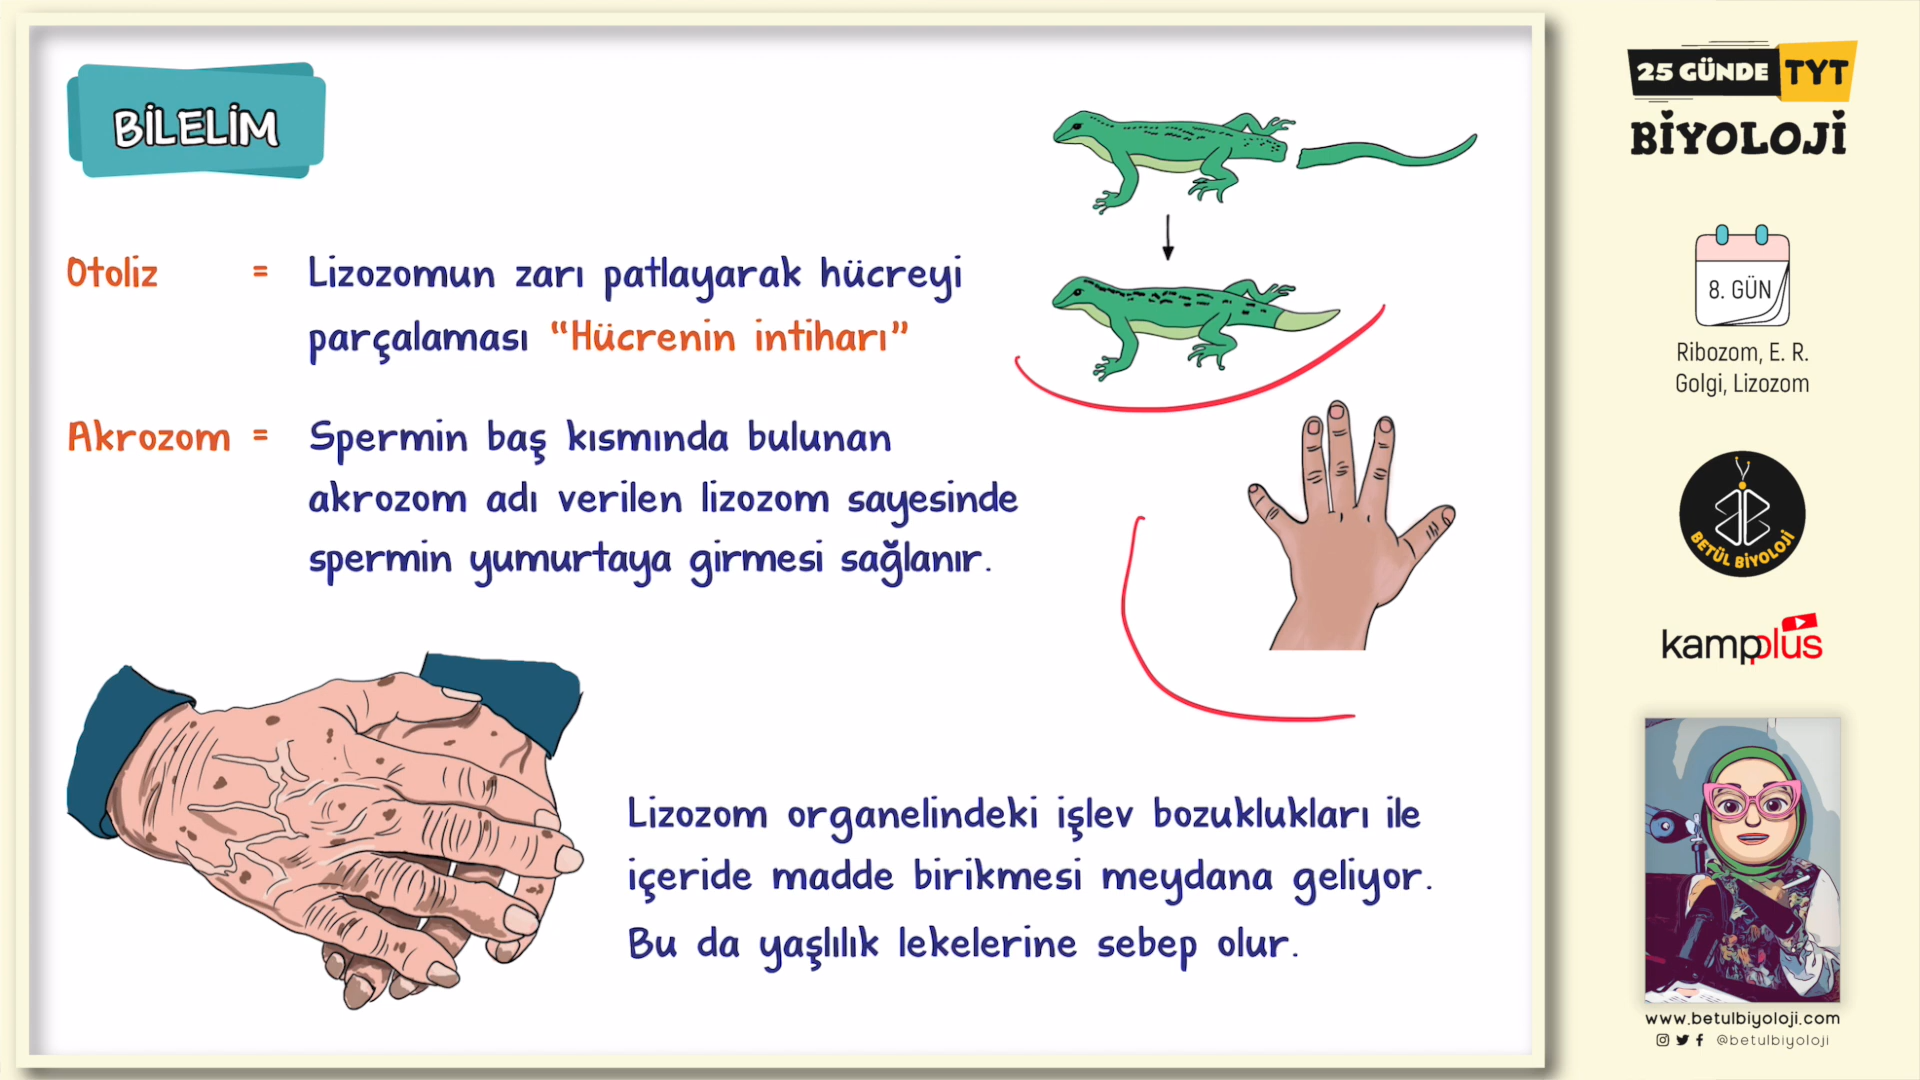 BİLELİM
Otoliz = Lizozomun zarı patlayarak hücreyi
parçalaması “Hücrenin intiharı”
Akrozom = Spermin baş kısmında bulunan
akrozom adı verilen lizozom sayesinde
spermin yumurtaya girmesi sağlanır.
Lizozom organelindeki işlev bozuklukları ile
içeride madde birikmesi meydana geliyor.
Bu da yaşlılık lekelerine sebep olur.
25 GÜNDE TYT
BİYOLOJİ
8. GÜN
Ribozom, E. R.
Golgi, Lizozom
BETÜL BİYOLOJİ
kampplus
www.betulbiyoloji.com
@betulbiyoloji